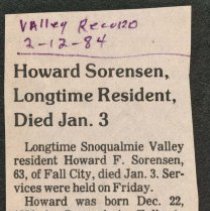 Valley Record
2-12-84
Howard Sorensen,
Longtime Resident,
Died Jan. 3
Longtime Snoqualmie Valley
resident Howard F. Sorensen,
63, of Fall City, died Jan. 3. Ser-
vices were held on Friday.
Howard was born Dec. 22,